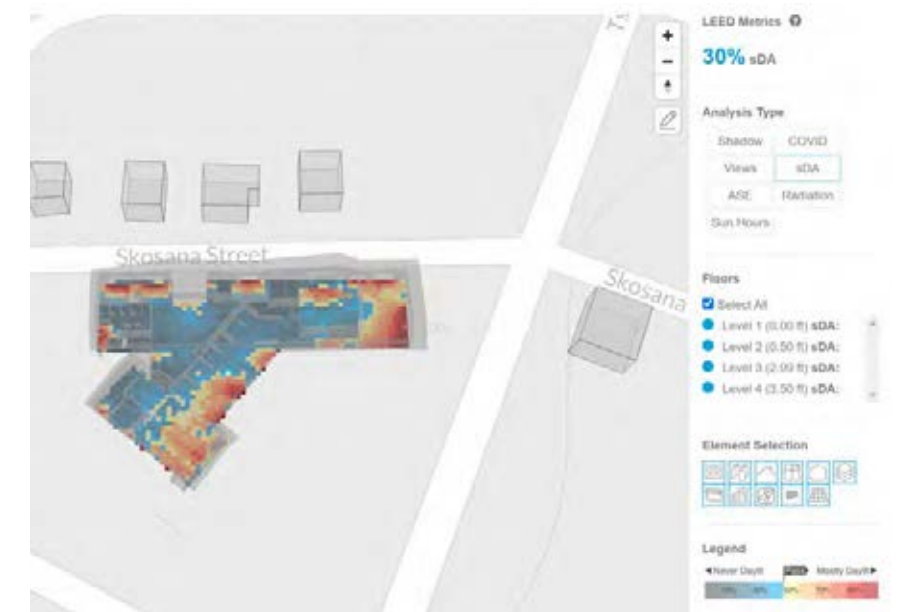 LEED Metrics
30% sDA
Analysis Type
Shadow COVID
Views sDA
ASE Radiation
Sun Hours
Skosana Street
Skosana
Floors
Select All
Level 1 (0.00 ft) sDA:
Level 2 (0.50 ft) sDA:
Level 3 (2.99 ft) sDA:
Level 4 (3.50 ft) sDA:
Element Selection
Legend
Never Daylit Mostly Daylit